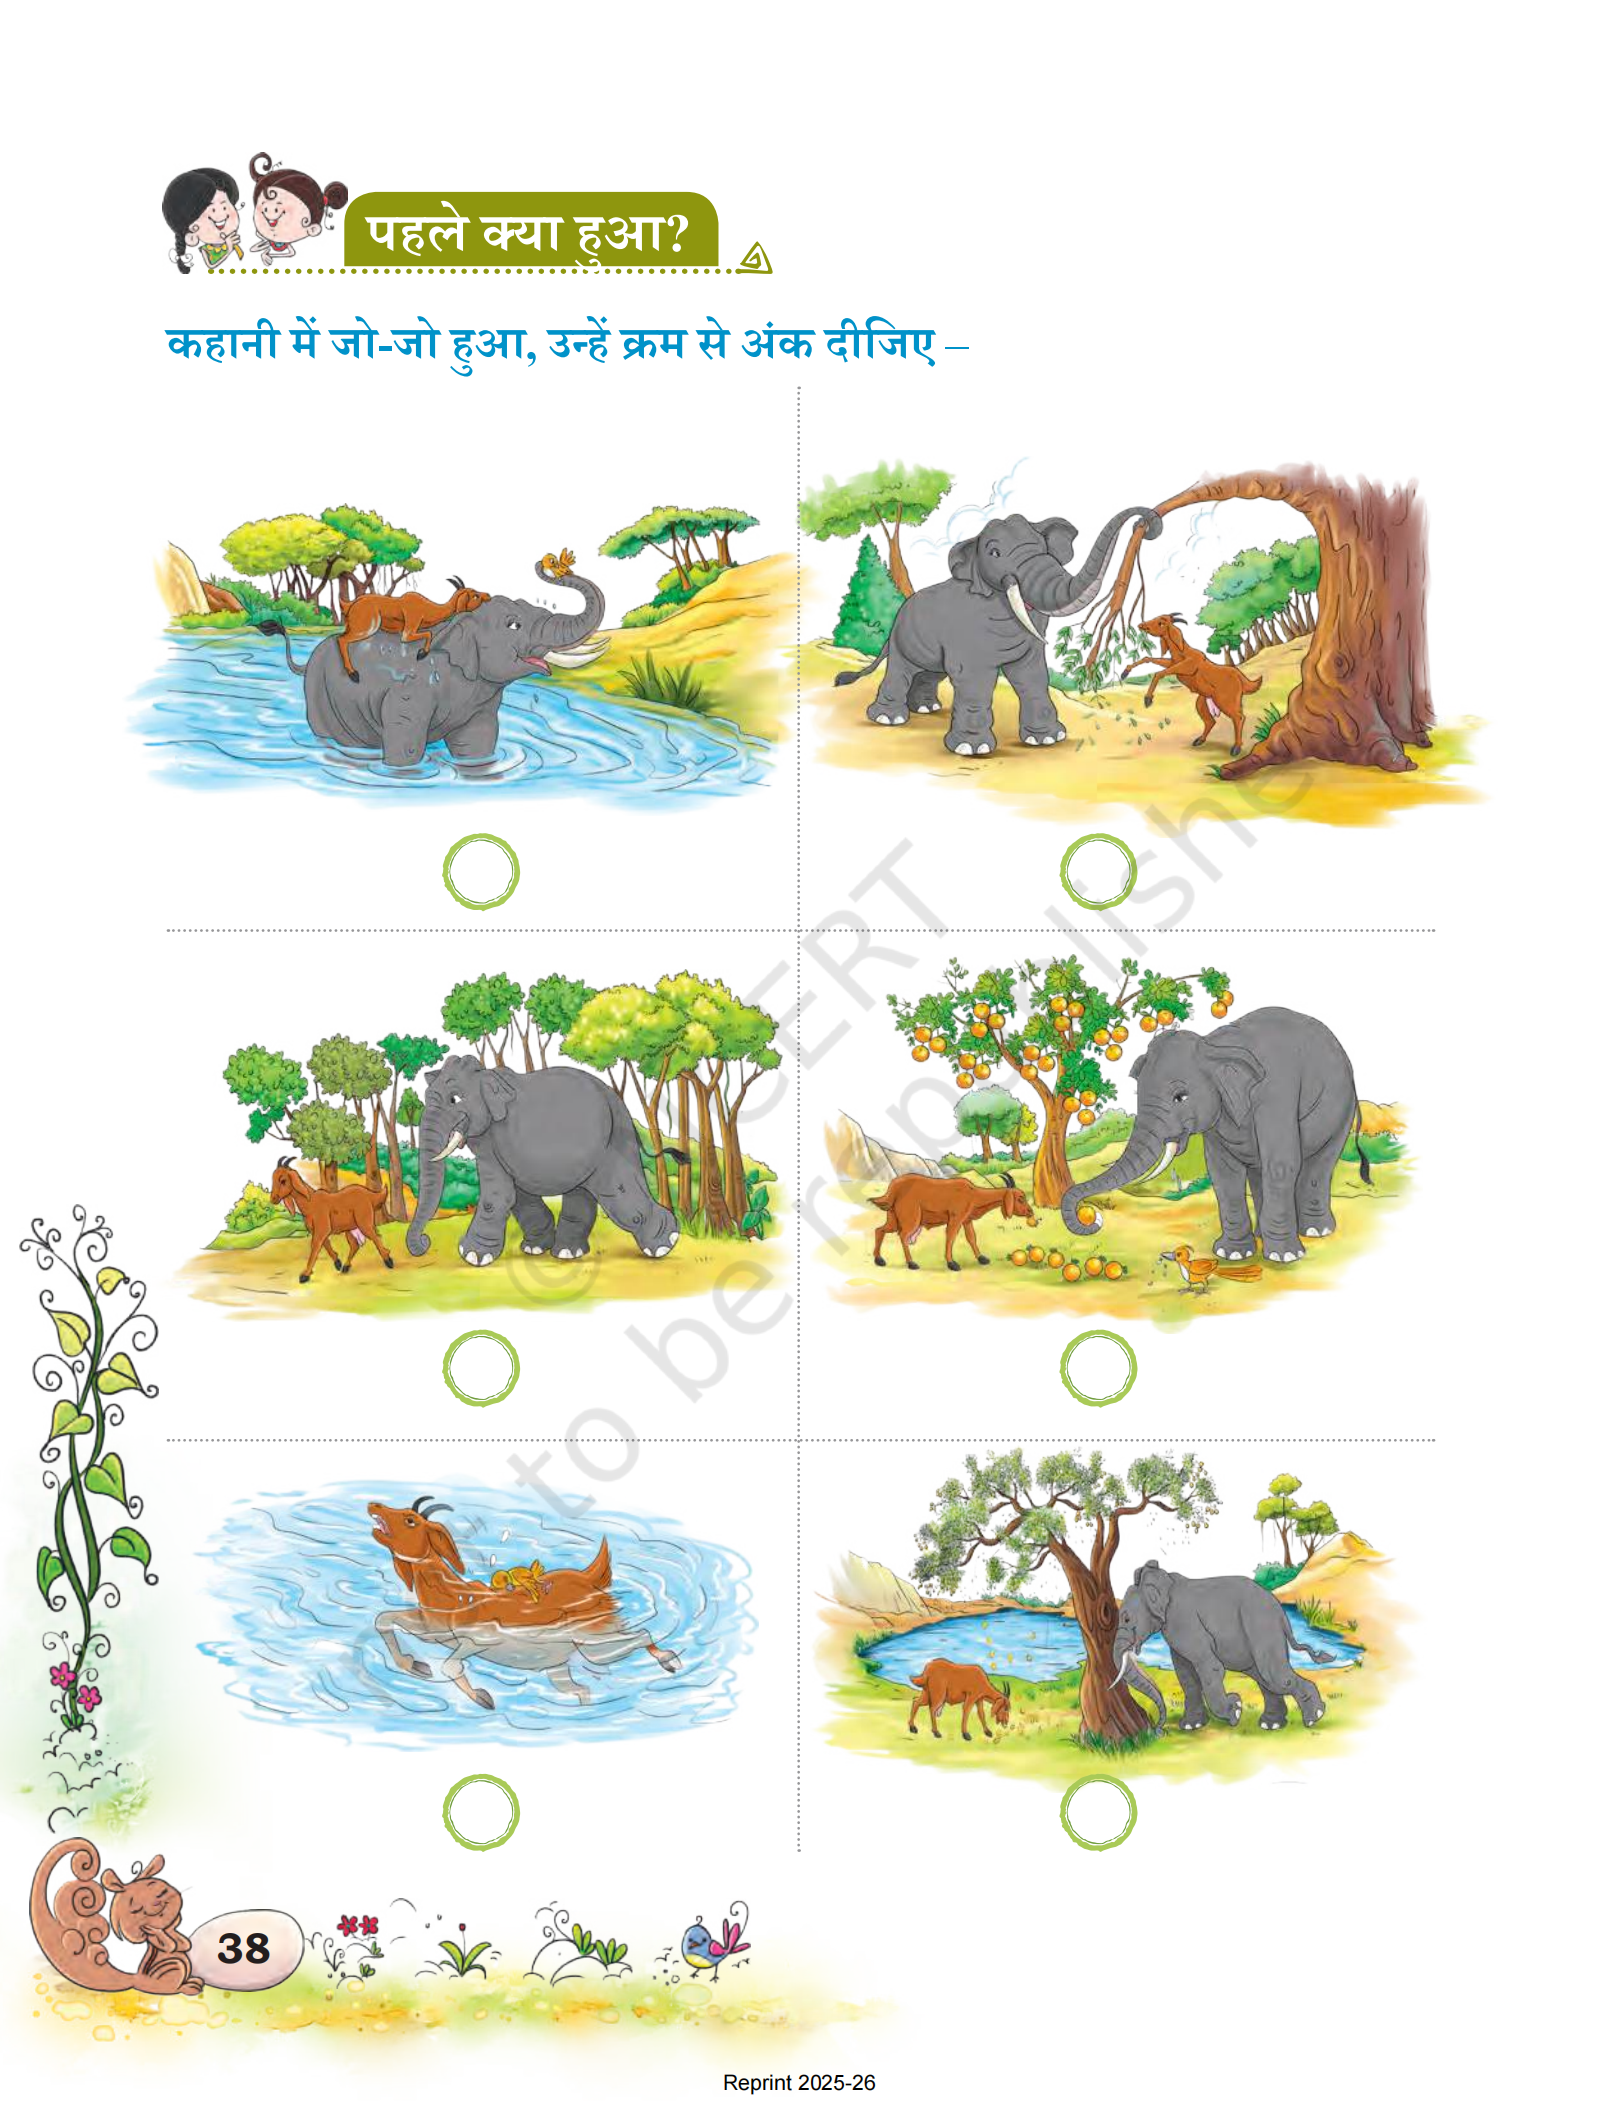 पहले क्या हुआ?
कहानी में जो-जो हुआ, उन्हें क्रम से अंक दीजिए –
© NCERT
not to be republished
38
Reprint 2025-26